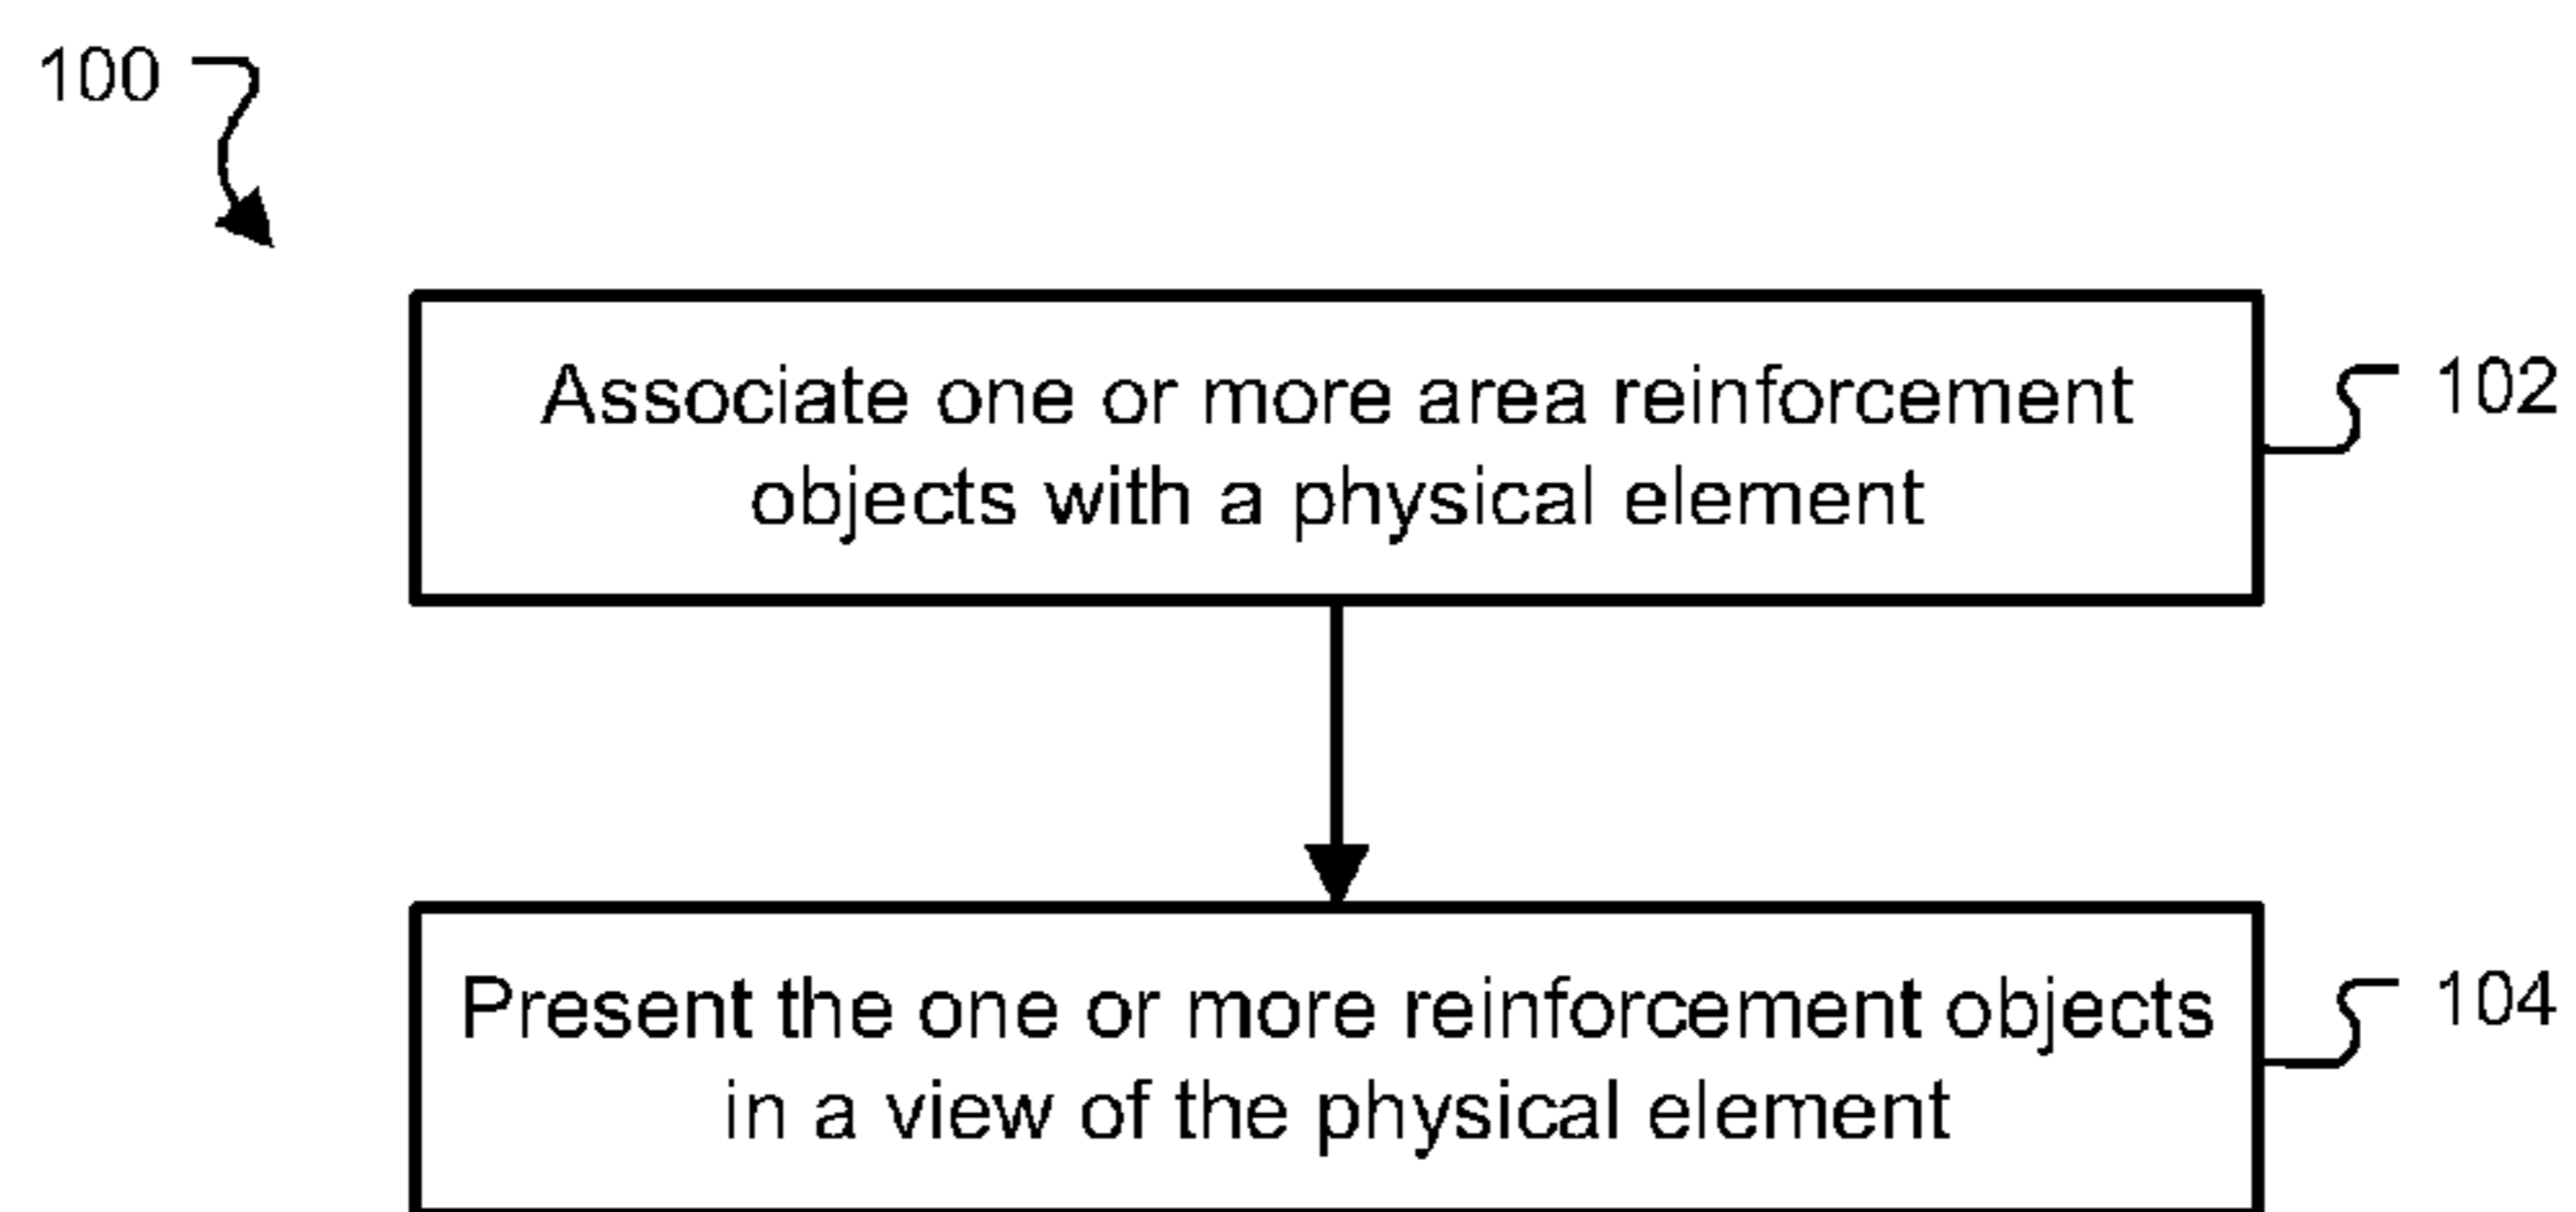 100
Associate one or more area reinforcement
objects with a physical element
102
Present the one or more reinforcement objects
in a view of the physical element
104